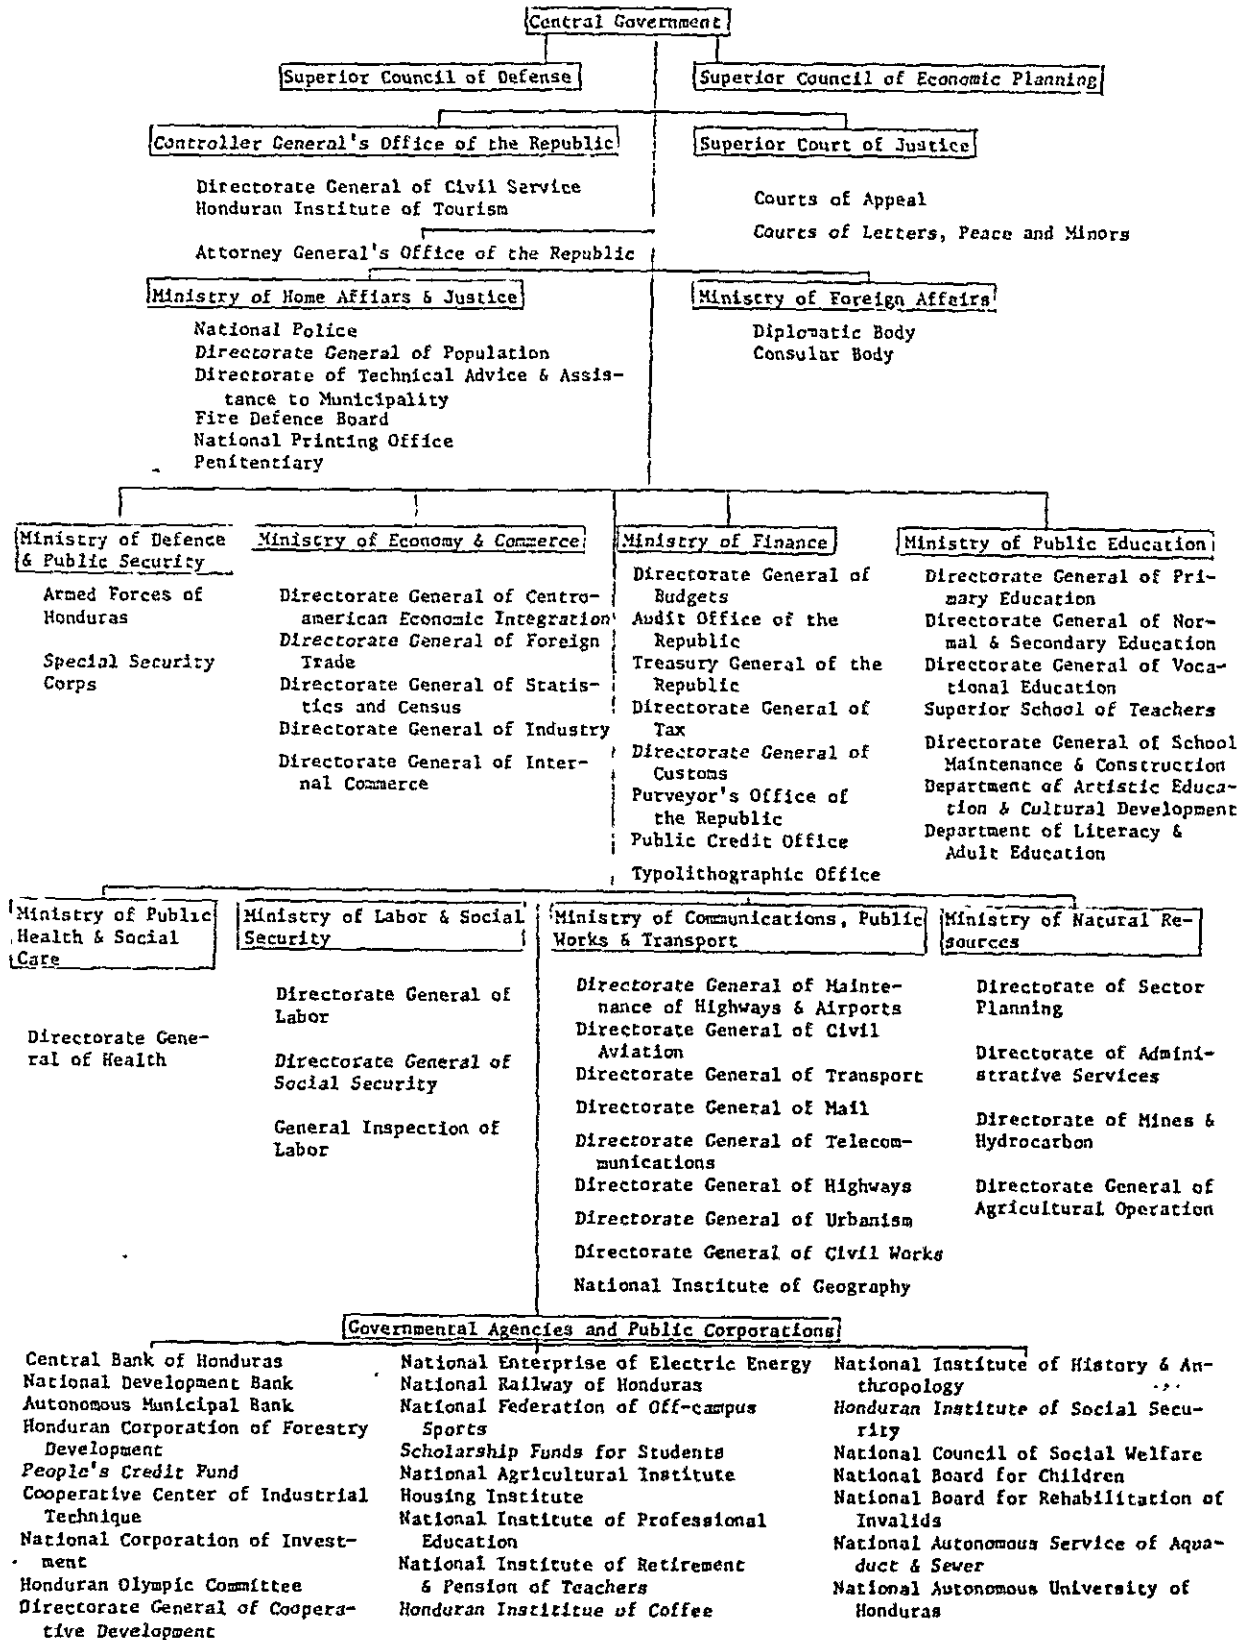 Central Government
Superior Council of Defense
Superior Council of Economic Planning
Controller General's Office of the Republic
Superior Court of Justice
Directorate General of Civil Service
Honduran Institute of Tourism
Courts of Appeal
Courts of Letters, Peace and Minors
Attorney General's Office of the Republic
Ministry of Home Affiars & Justice
Ministry of Foreign Affairs
National Police
Directorate General of Population
Directorate of Technical Advice & Assis-
tance to Municipality
Fire Defence Board
National Printing Office
Penitentiary
Diplomatic Body
Consular Body
Ministry of Defence
& Public Security
Armed Forces of
Honduras
Special Security
Corps
Ministry of Economy & Commerce
Directorate General of Centro-
american Economic Integration
Directorate General of Foreign
Trade
Directorate General of Statis-
tics and Census
Directorate General of Industry
Directorate General of Inter-
nal Commerce
Ministry of Finance
Directorate General of
Budgets
Audit Office of the
Republic
Treasury General of the
Republic
Directorate General of
Tax
Directorate General of
Customs
Purveyor's Office of
the Republic
Public Credit Office
Typolithographic Office
Ministry of Public Education
Directorate General of Pri-
mary Education
Directorate General of Nor-
mal & Secondary Education
Directorate General of Voca-
tional Education
Superior School of Teachers
Directorate General of School
Maintenance & Construction
Department of Artistic Educa-
tion & Cultural Development
Department of Literacy &
Adult Education
Ministry of Public
Health & Social
Care
Directorate Gene-
ral of Health
Ministry of Labor & Social
Security
Directorate General of
Labor
Directorate General of
Social Security
General Inspection of
Labor
Ministry of Communications, Public
Works & Transport
Directorate General of Mainte-
nance of Highways & Airports
Directorate General of Civil
Aviation
Directorate General of Transport
Directorate General of Mail
Directorate General of Telecom-
munications
Directorate General of Highways
Directorate General of Urbanism
Directorate General of Civil Works
National Institute of Geography
Ministry of Natural Re-
sources
Directorate of Sector
Planning
Directorate of Admini-
strative Services
Directorate of Mines &
Hydrocarbon
Directorate General of
Agricultural Operation
Governmental Agencies and Public Corporations
Central Bank of Honduras
National Development Bank
Autonomous Municipal Bank
Honduran Corporation of Forestry
Development
People's Credit Fund
Cooperative Center of Industrial
Technique
National Corporation of Invest-
ment
Honduran Olympic Committee
Directorate General of Coopera-
tive Development
National Enterprise of Electric Energy
National Railway of Honduras
National Federation of Off-campus
Sports
Scholarship Funds for Students
National Agricultural Institute
Housing Institute
National Institute of Professional
Education
National Institute of Retirement
& Pension of Teachers
Honduran Instititue of Coffee
National Institute of History & An-
thropology
Honduran Institute of Social Secu-
rity
National Council of Social Welfare
National Board for Children
National Board for Rehabilitation of
Invalids
National Autonomous Service of Aqua-
duct & Sewer
National Autonomous University of
Honduras